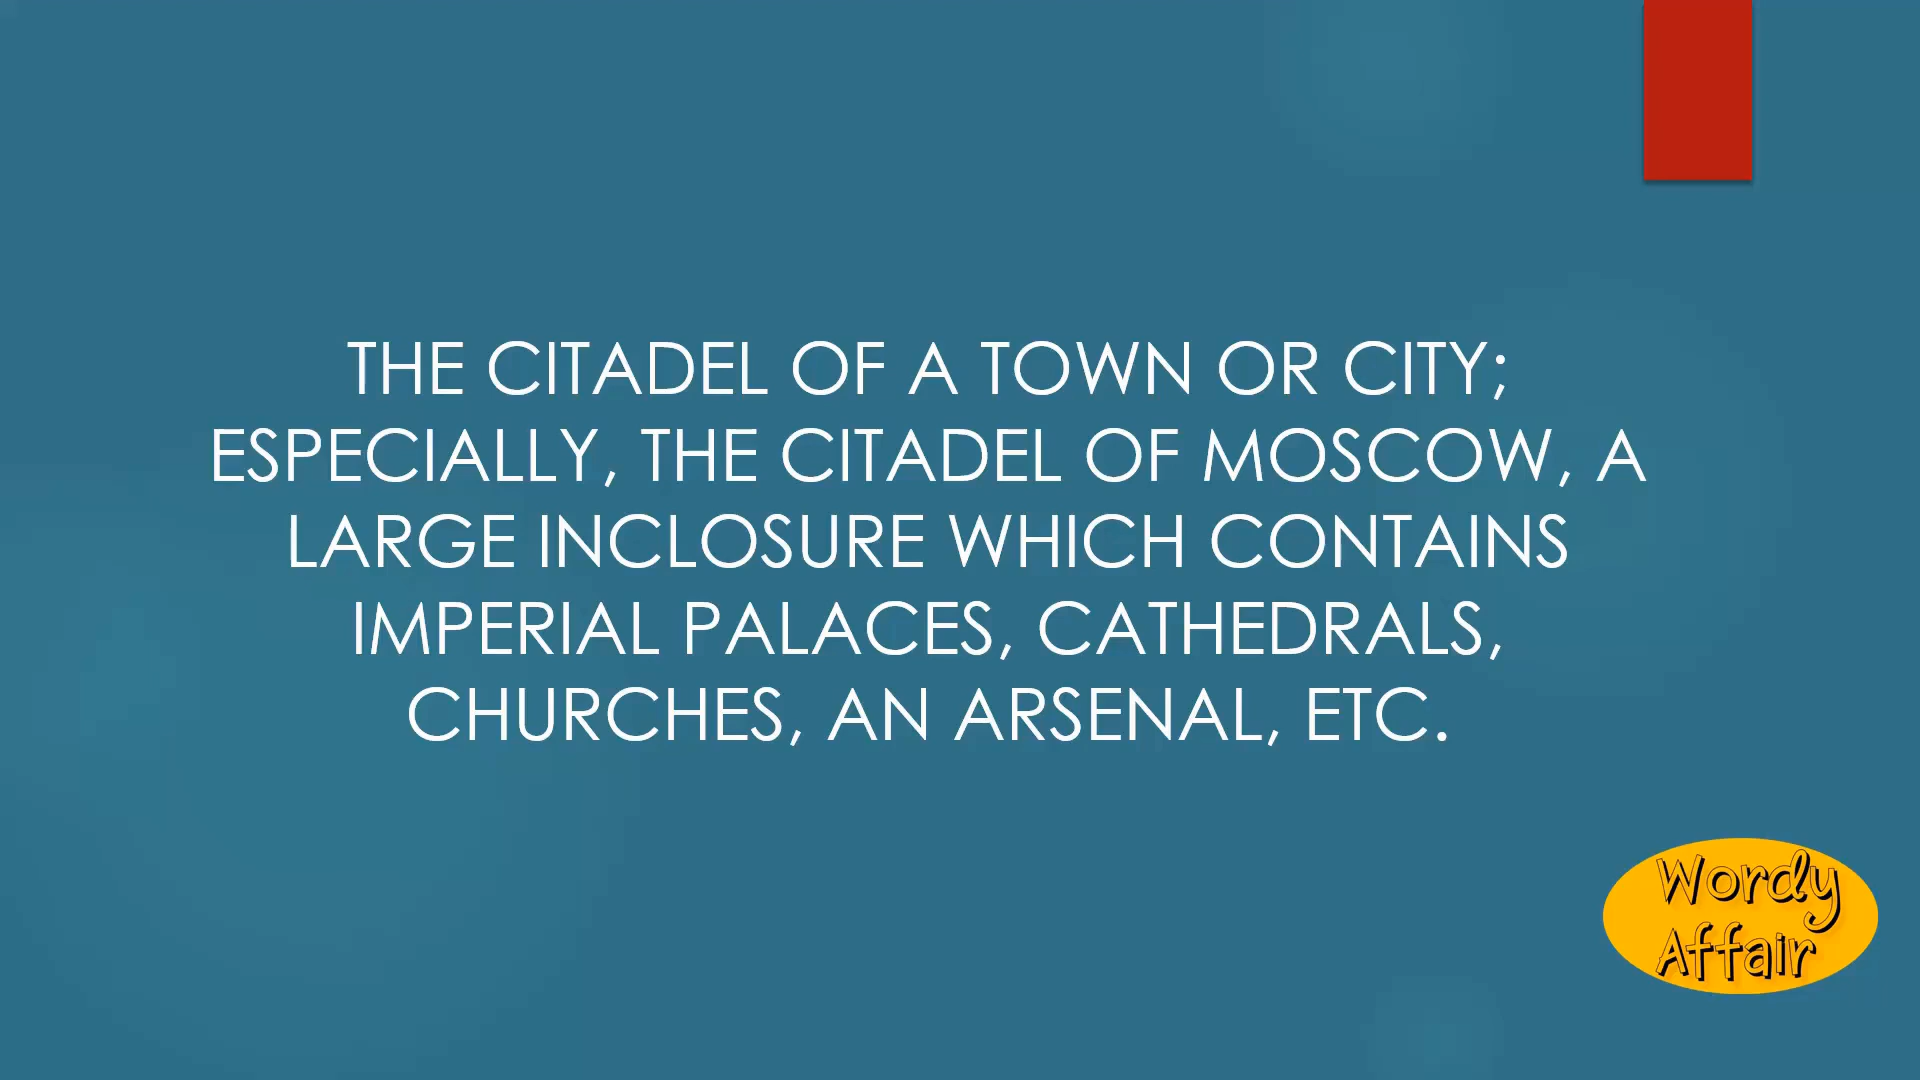 THE CITADEL OF A TOWN OR CITY;
ESPECIALLY, THE CITADEL OF MOSCOW, A
LARGE INCLOSURE WHICH CONTAINS
IMPERIAL PALACES, CATHEDRALS,
CHURCHES, AN ARSENAL, ETC.
Wordy
Affair